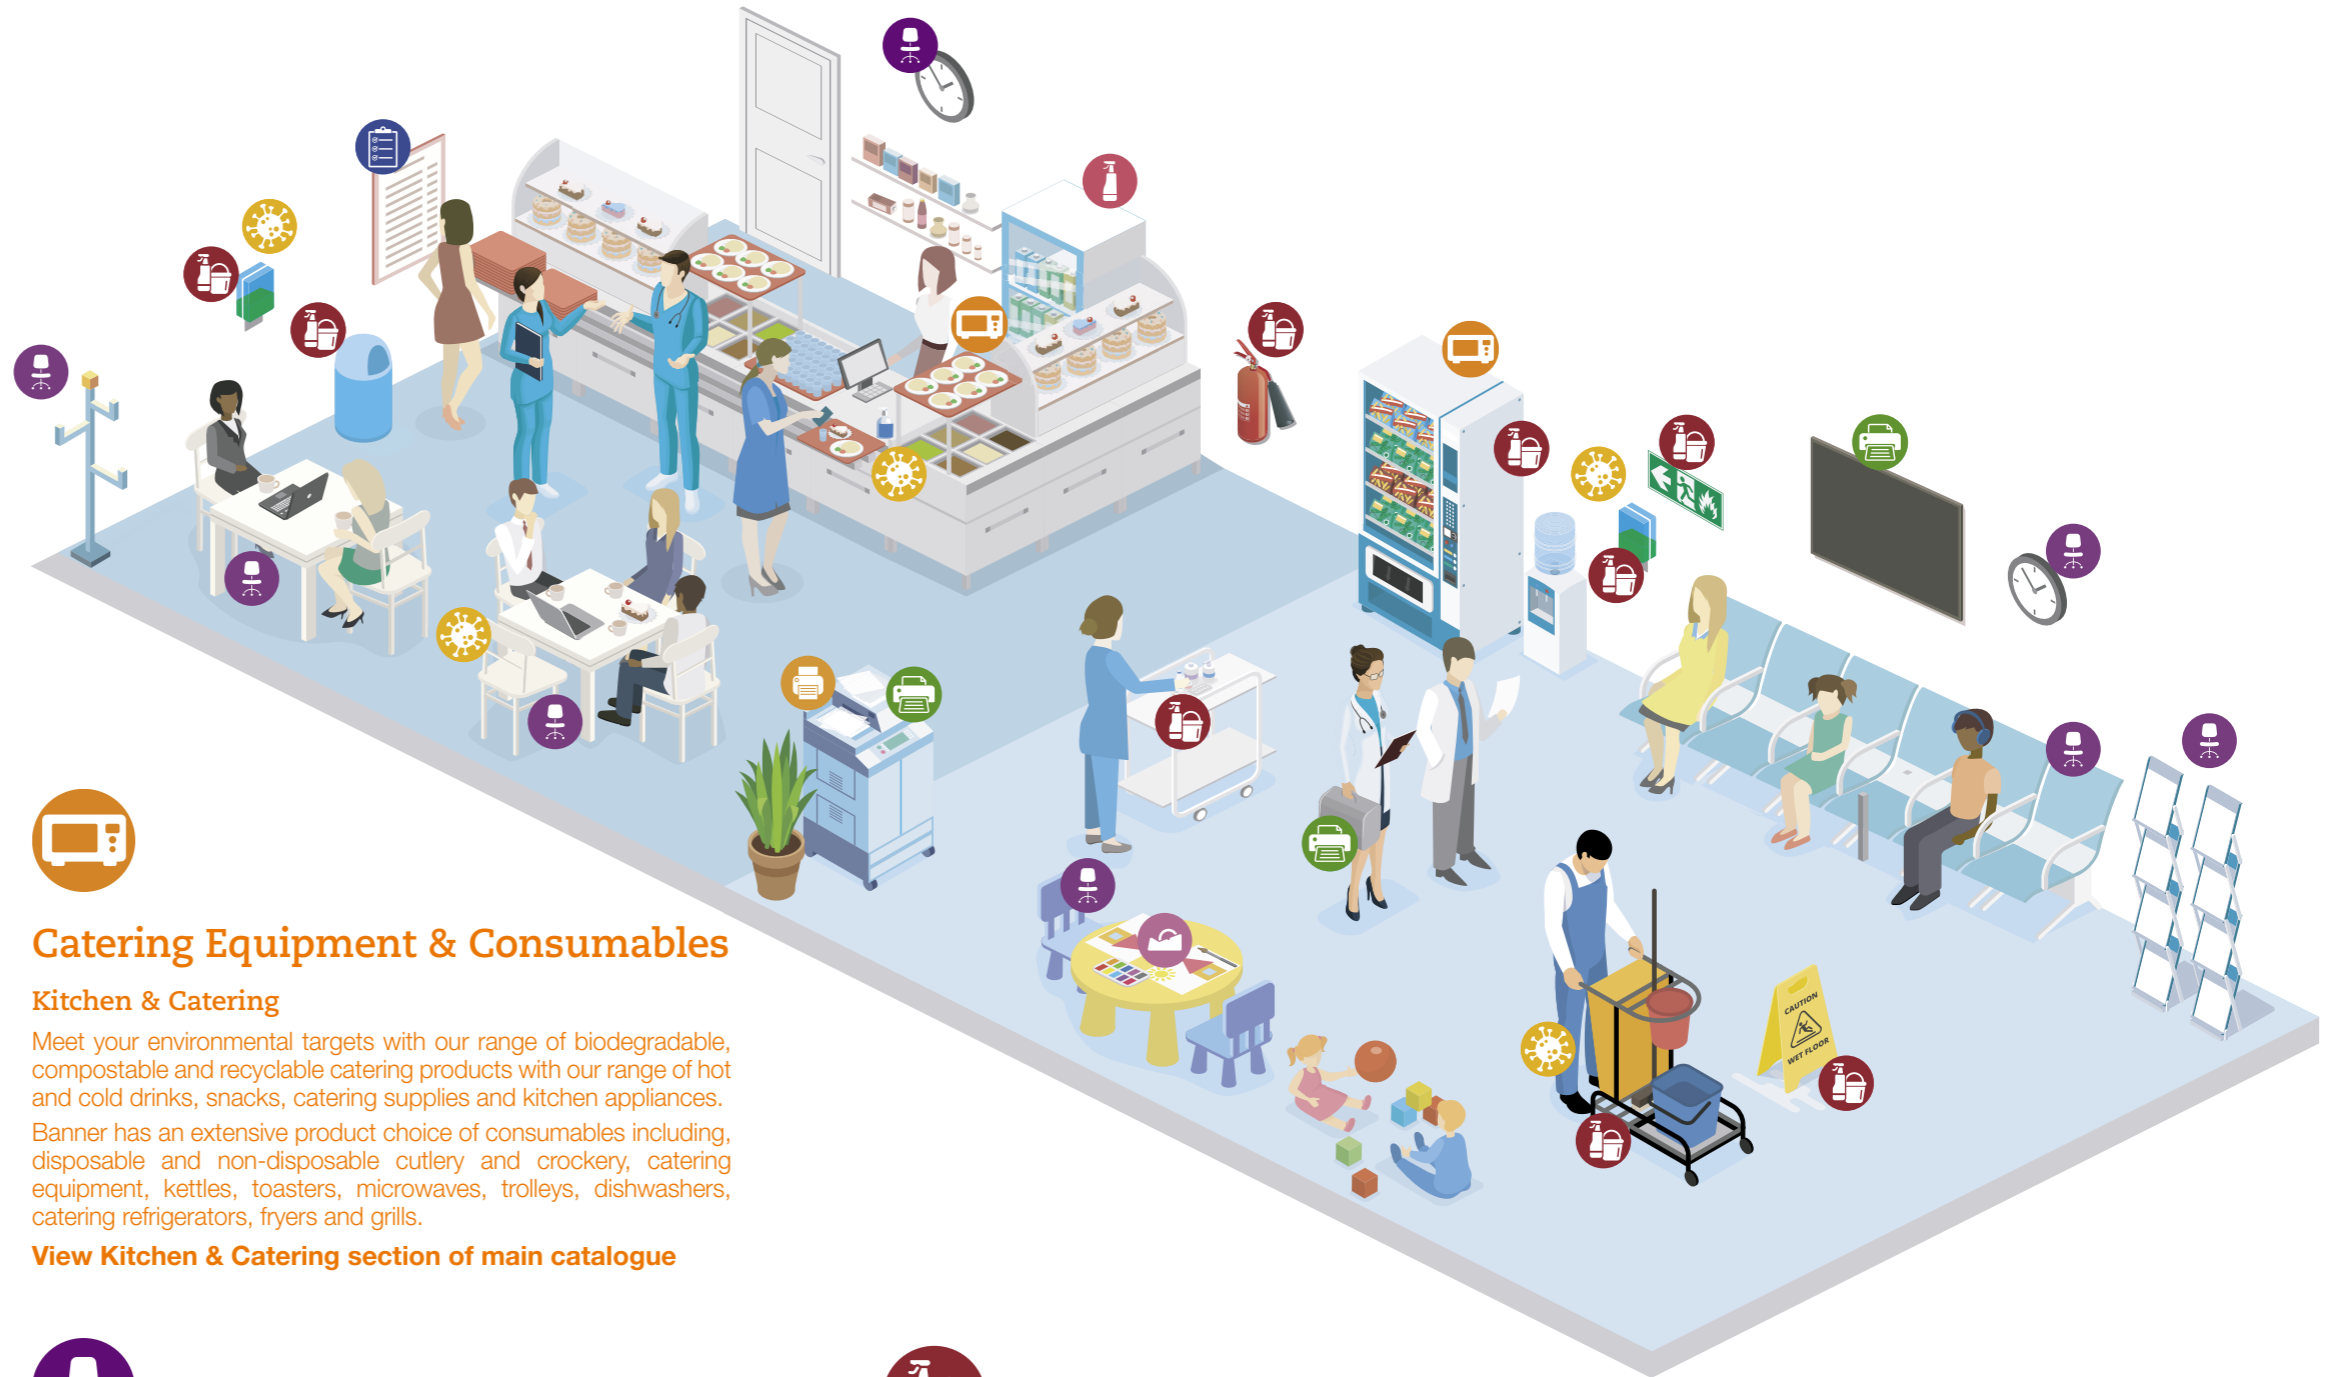 CAUTION
WET FLOOR
Catering Equipment & Consumables
Kitchen & Catering
Meet your environmental targets with our range of biodegradable,
compostable and recyclable catering products with our range of hot
and cold drinks, snacks, catering supplies and kitchen appliances.
Banner has an extensive product choice of consumables including,
disposable and non-disposable cutlery and crockery, catering
equipment, kettles, toasters, microwaves, trolleys, dishwashers,
catering refrigerators, fryers and grills.
View Kitchen & Catering section of main catalogue